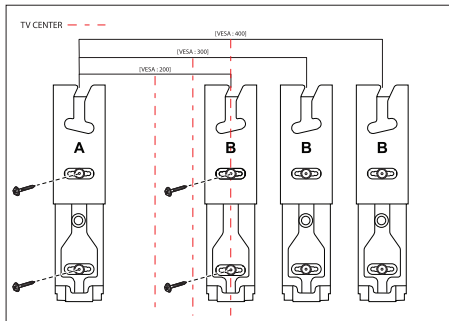 TV CENTER
[VESA : 400]
[VESA : 300]
[VESA : 200]
A B B B